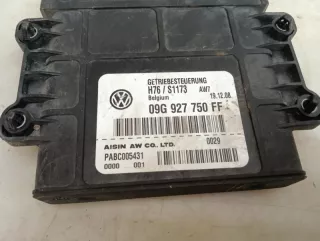 GETRIEBESTEUERUNG
H76 / S1173 AW7
Belgium 19.12.08
09G 927 750 FF
0029
AISIN AW CO., LTD.
PABC005431
0000 001